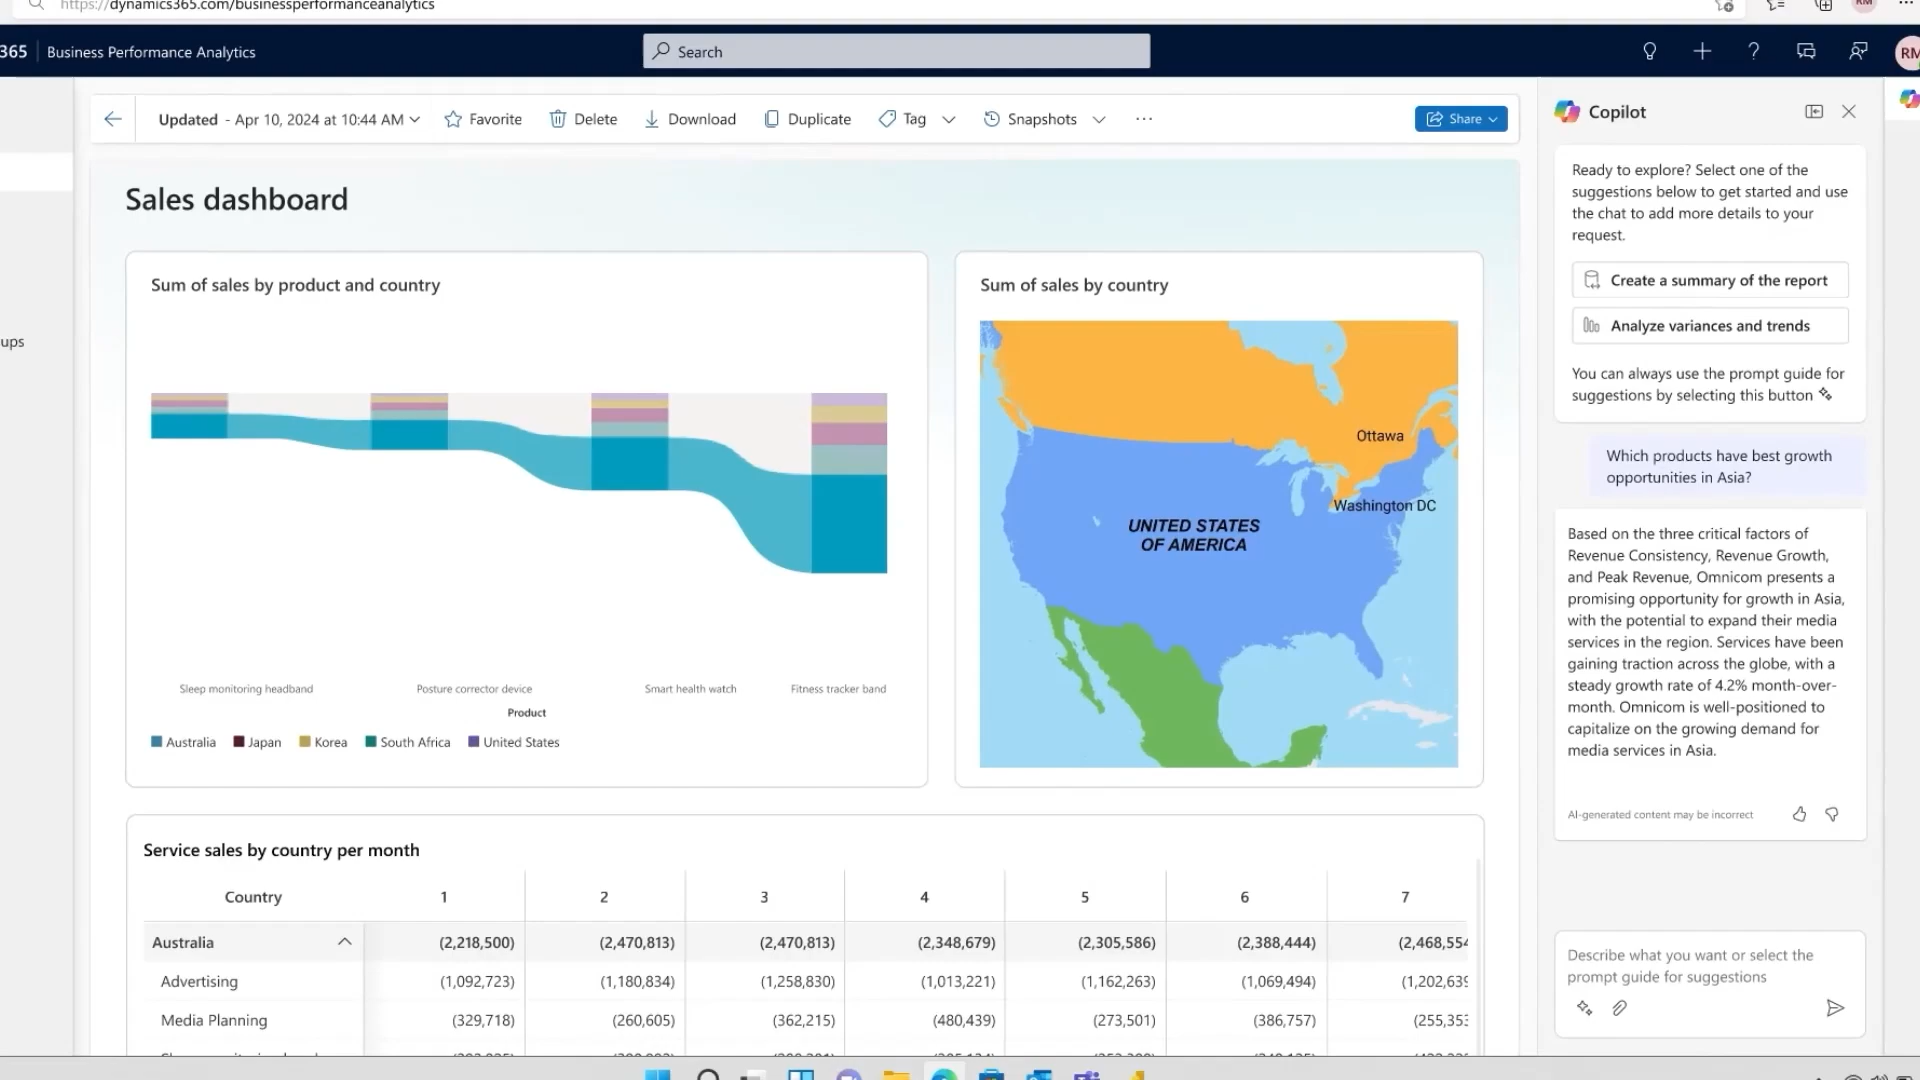 https://dynamics365.com/businessperformanceanalytics
RM
365 Business Performance Analytics
Search
RM
Updated - Apr 10, 2024 at 10:44 AM
Favorite
Delete
Download
Duplicate
Tag
Snapshots
Share
Copilot
ups
Sales dashboard
Sum of sales by product and country
Sleep monitoring headband
Posture corrector device
Smart health watch
Fitness tracker band
Product
Australia
Japan
Korea
South Africa
United States
Sum of sales by country
Ottawa
Washington DC
UNITED STATES
OF AMERICA
Service sales by country per month
Country 1 2 3 4 5 6 7
Australia (2,218,500) (2,470,813) (2,470,813) (2,348,679) (2,305,586) (2,388,444) (2,468,554
Advertising (1,092,723) (1,180,834) (1,258,830) (1,013,221) (1,162,263) (1,069,494) (1,202,639
Media Planning (329,718) (260,605) (362,215) (480,439) (273,501) (386,757) (255,353
Ready to explore? Select one of the
suggestions below to get started and use
the chat to add more details to your
request.
Create a summary of the report
Analyze variances and trends
You can always use the prompt guide for
suggestions by selecting this button
Which products have best growth
opportunities in Asia?
Based on the three critical factors of
Revenue Consistency, Revenue Growth,
and Peak Revenue, Omnicom presents a
promising opportunity for growth in Asia,
with the potential to expand their media
services in the region. Services have been
gaining traction across the globe, with a
steady growth rate of 4.2% month-over-
month. Omnicom is well-positioned to
capitalize on the growing demand for
media services in Asia.
AI-generated content may be incorrect
Describe what you want or select the
prompt guide for suggestions